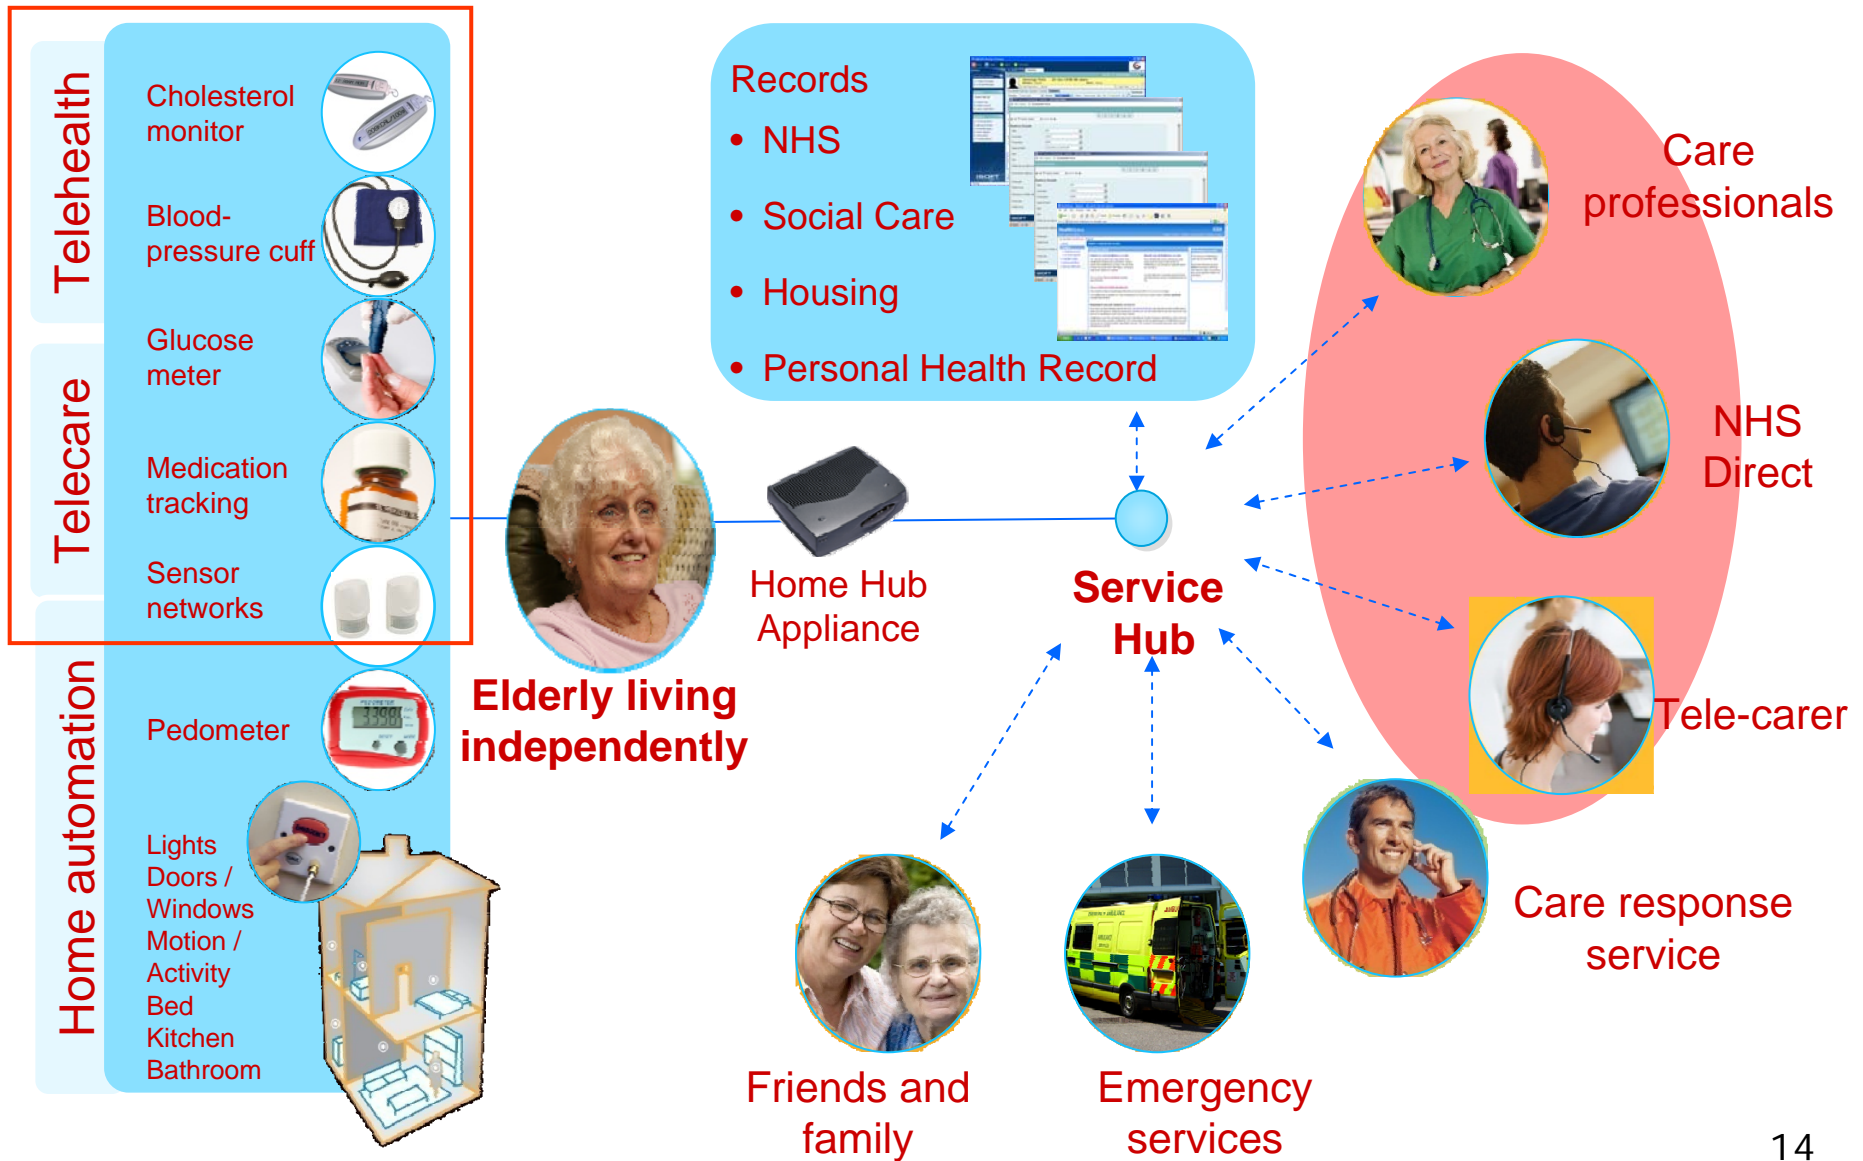 Telehealth
Cholesterol
monitor
Blood-
pressure cuff
Glucose
meter
Telecare
Medication
tracking
Sensor
networks
Home automation
Pedometer
Lights
Doors /
Windows
Motion /
Activity
Bed
Kitchen
Bathroom
Elderly living
independently
Home Hub
Appliance
Records
• NHS
• Social Care
• Housing
• Personal Health Record
Service
Hub
Care
professionals
NHS
Direct
Tele-carer
Care response
service
Friends and
family
Emergency
services
14